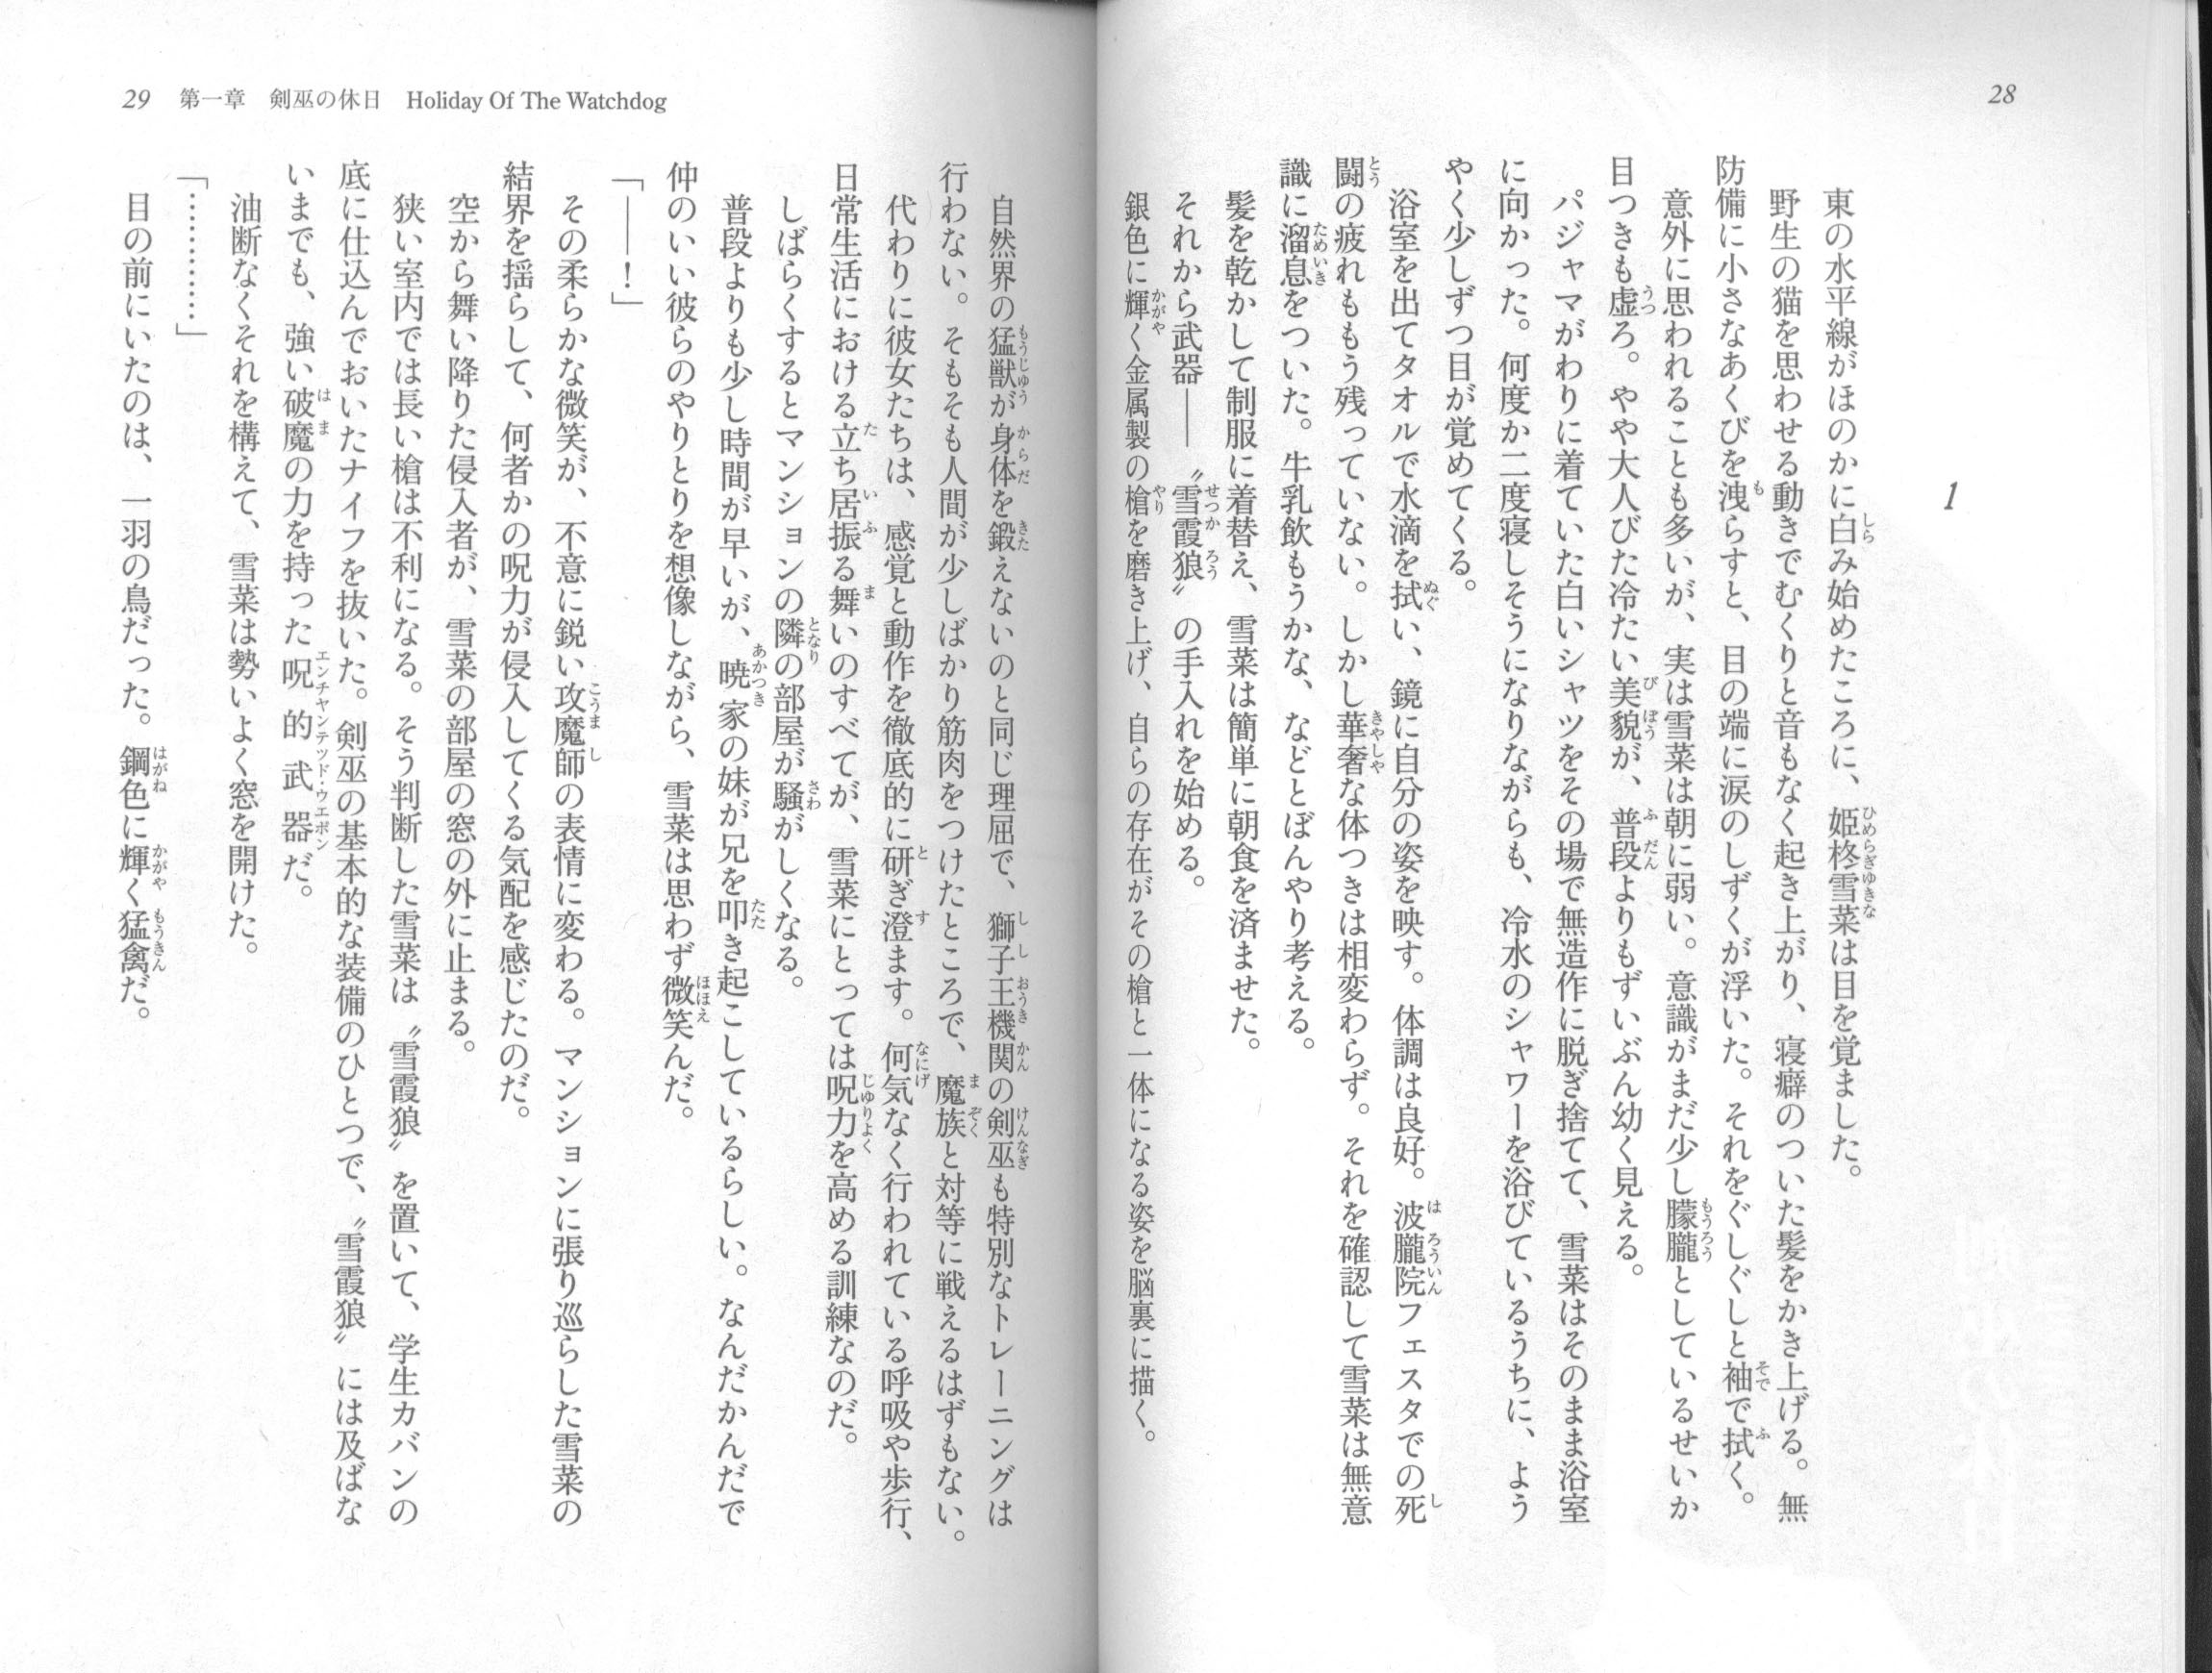 28
1
東の水平線がほのかに白み始めたころに、姫柊雪菜は目を覚ました。
野生の猫を思わせる動きでむくりと音もなく起き上がり、寝癖のついた髪をかき上げる。無
防備に小さなあくびを洩らすと、目の端に涙のしずくが浮いた。それをぐしぐしと袖で拭く。
意外に思われることも多いが、実は雪菜は朝に弱い。意識がまだ少し朦朧としているせいか
目つきも虚ろ。やや大人びた冷たい美貌が、普段よりもずいぶん幼く見える。
パジャマがわりに着ていた白いシャツをその場で無造作に脱ぎ捨てて、雪菜はそのまま浴室
に向かった。何度か二度寝しそうになりながらも、冷水のシャワーを浴びているうちに、よう
やく少しずつ目が覚めてくる。
浴室を出てタオルで水滴を拭い、鏡に自分の姿を映す。体調は良好。波朧院フェスタでの死
闘の疲れももう残っていない。しかし華奢な体つきは相変わらず。それを確認して雪菜は無意
識に溜息をついた。牛乳飲もうかな、などとぼんやり考える。
髪を乾かして制服に着替え、雪菜は簡単に朝食を済ませた。
それから武器――〝雪霞狼〟の手入れを始める。
銀色に輝く金属製の槍を磨き上げ、自らの存在がその槍と一体になる姿を脳裏に描く。
29 第一章 剣巫の休日 Holiday Of The Watchdog
自然界の猛獣が身体を鍛えないのと同じ理屈で、獅子王機関の剣巫も特別なトレーニングは
行わない。そもそも人間が少しばかり筋肉をつけたところで、魔族と対等に戦えるはずもない。
代わりに彼女たちは、感覚と動作を徹底的に研ぎ澄ます。何気なく行われている呼吸や歩行、
日常生活における立ち居振る舞いのすべてが、雪菜にとっては呪力を高める訓練なのだ。
しばらくするとマンションの隣の部屋が騒がしくなる。
普段よりも少し時間が早いが、暁家の妹が兄を叩き起こしているらしい。なんだかんだで
仲のいい彼らのやりとりを想像しながら、雪菜は思わず微笑んだ。
「――！」
その柔らかな微笑が、不意に鋭い攻魔師の表情に変わる。マンションに張り巡らした雪菜の
結界を揺らして、何者かの呪力が侵入してくる気配を感じたのだ。
空から舞い降りた侵入者が、雪菜の部屋の窓の外に止まる。
狭い室内では長い槍は不利になる。そう判断した雪菜は〝雪霞狼〟を置いて、学生カバンの
底に仕込んでおいたナイフを抜いた。剣巫の基本的な装備のひとつで、〝雪霞狼〟には及ばな
いまでも、強い破魔の力を持った呪的武器だ。
油断なくそれを構えて、雪菜は勢いよく窓を開けた。
「…………」
目の前にいたのは、一羽の鳥だった。鋼色に輝く猛禽だ。